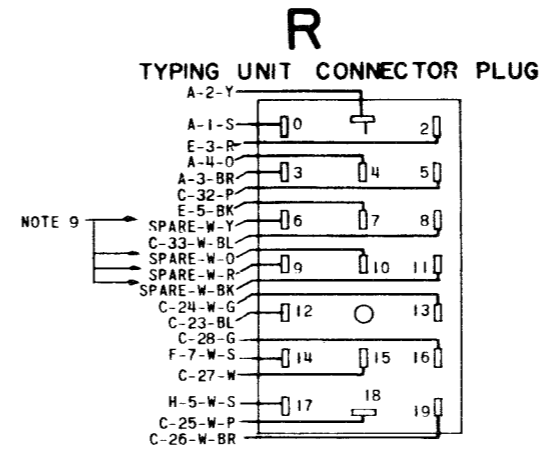 R
TYPING UNIT CONNECTOR PLUG
A-2-Y
A-1-S 0 1 2
E-3-R
A-4-O
A-3-BR 3 4 5
C-32-P
E-5-BK
NOTE 9 SPARE-W-Y 6 7 8
C-33-W-BL
SPARE-W-O
SPARE-W-R 9 10 11
SPARE-W-BK
C-24-W-G
C-23-BL 12 13
C-28-G
F-7-W-S 14 15 16
C-27-W
H-5-W-S 17 18 19
C-25-W-P
C-26-W-BR